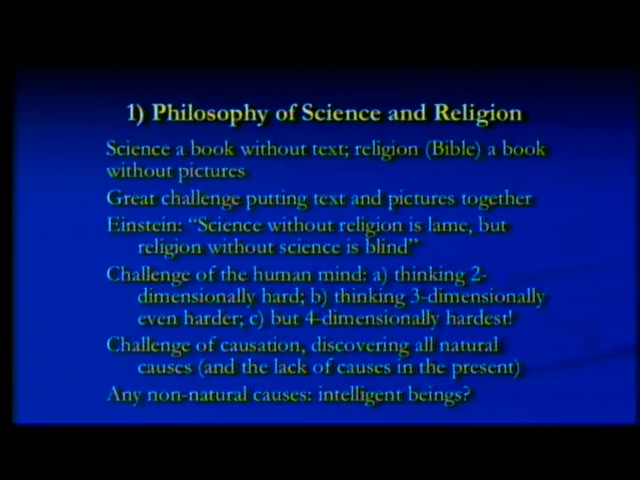 1) Philosophy of Science and Religion
Science a book without text; religion (Bible) a book
without pictures
Great challenge putting text and pictures together
Einstein: “Science without religion is lame, but
religion without science is blind”
Challenge of the human mind: a) thinking 2-
dimensionally hard; b) thinking 3-dimensionally
even harder; c) but 4-dimensionally hardest!
Challenge of causation, discovering all natural
causes (and the lack of causes in the present)
Any non-natural causes: intelligent beings?